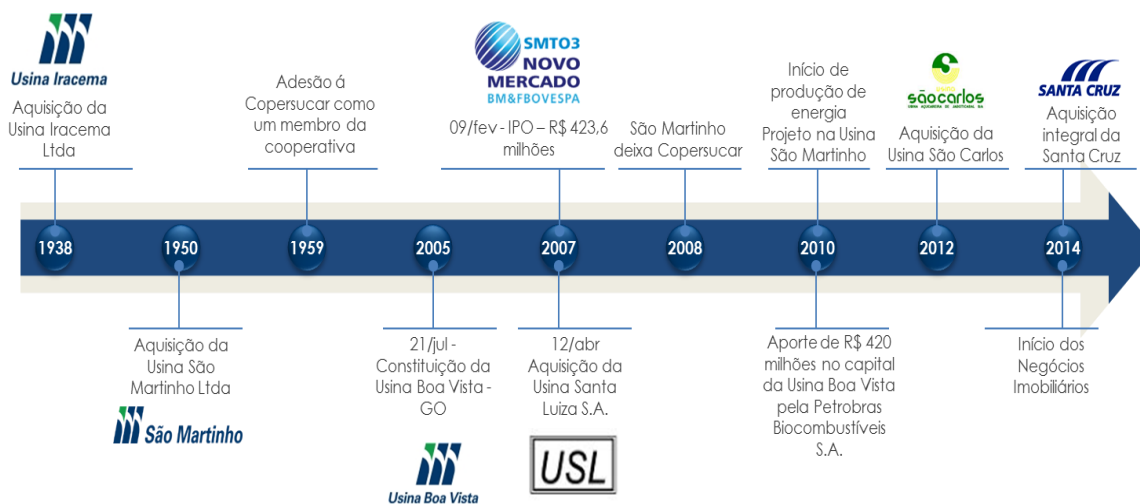 Usina Iracema
Aquisição da
Usina Iracema
Ltda
Adesão á
Copersucar como
um membro da
cooperativa
SMTO3
NOVO
MERCADO
BM&FBOVESPA
09/fev - IPO – R$ 423,6
milhões
São Martinho
deixa Copersucar
Início de
produção de
energia
Projeto na Usina
São Martinho
são carlos
Aquisição da
Usina São Carlos
SANTA CRUZ
Aquisição
integral da
Santa Cruz
1938
1950
1959
2005
2007
2008
2010
2012
2014
Aquisição da
Usina São
Martinho Ltda
São Martinho
21/jul -
Constituição da
Usina Boa Vista -
GO
Usina Boa Vista
12/abr
Aquisição da
Usina Santa
Luiza S.A.
USL
Aporte de R$ 420
milhões no capital
da Usina Boa Vista
pela Petrobras
Biocombustíveis
S.A.
Início dos
Negócios
Imobiliários